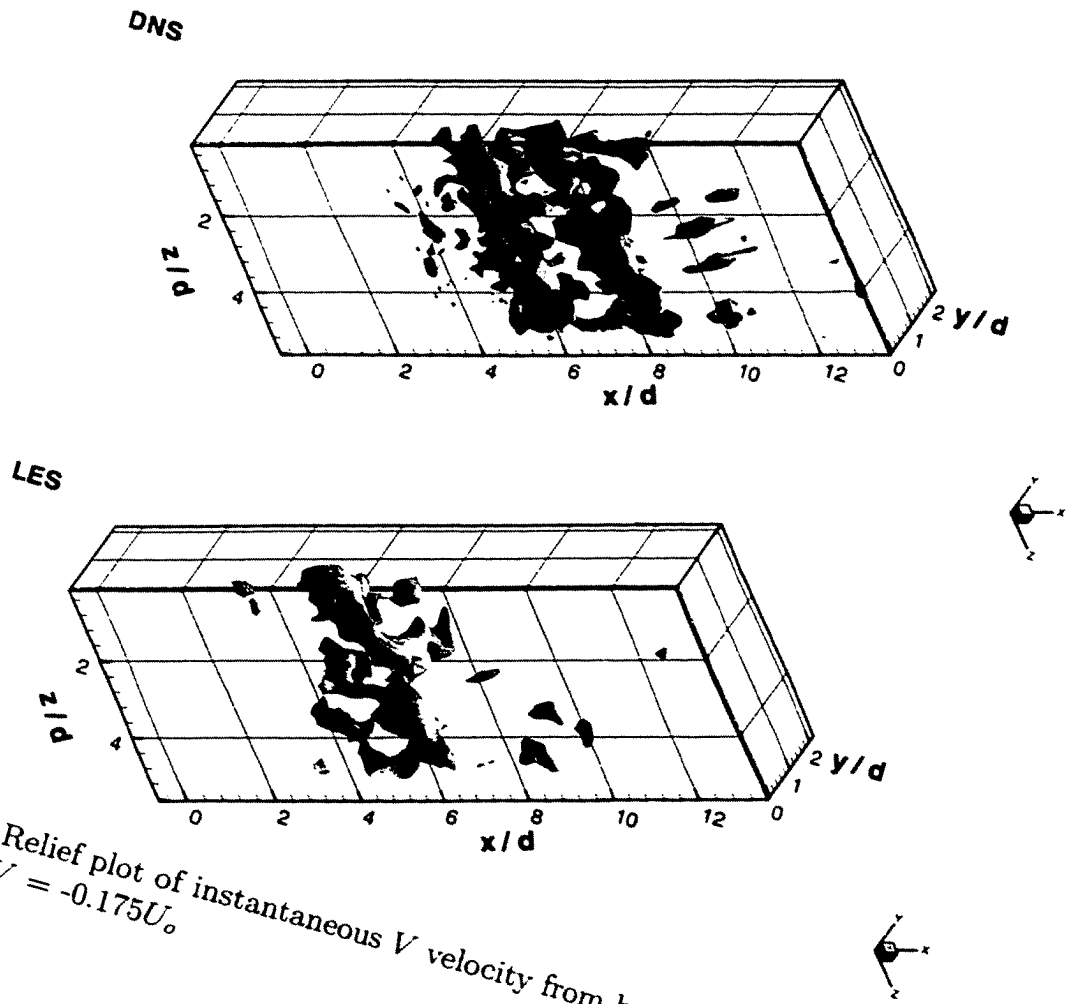 DNS
2
4
z/d
0 2 4 6 8 10 12
x/d
0 1 2 y/d
Y
X
Z
LES
2
4
z/d
0 2 4 6 8 10 12
x/d
0 1 2 y/d
Y
X
Z
Relief plot of instantaneous V velocity from
V = -0.175U_o